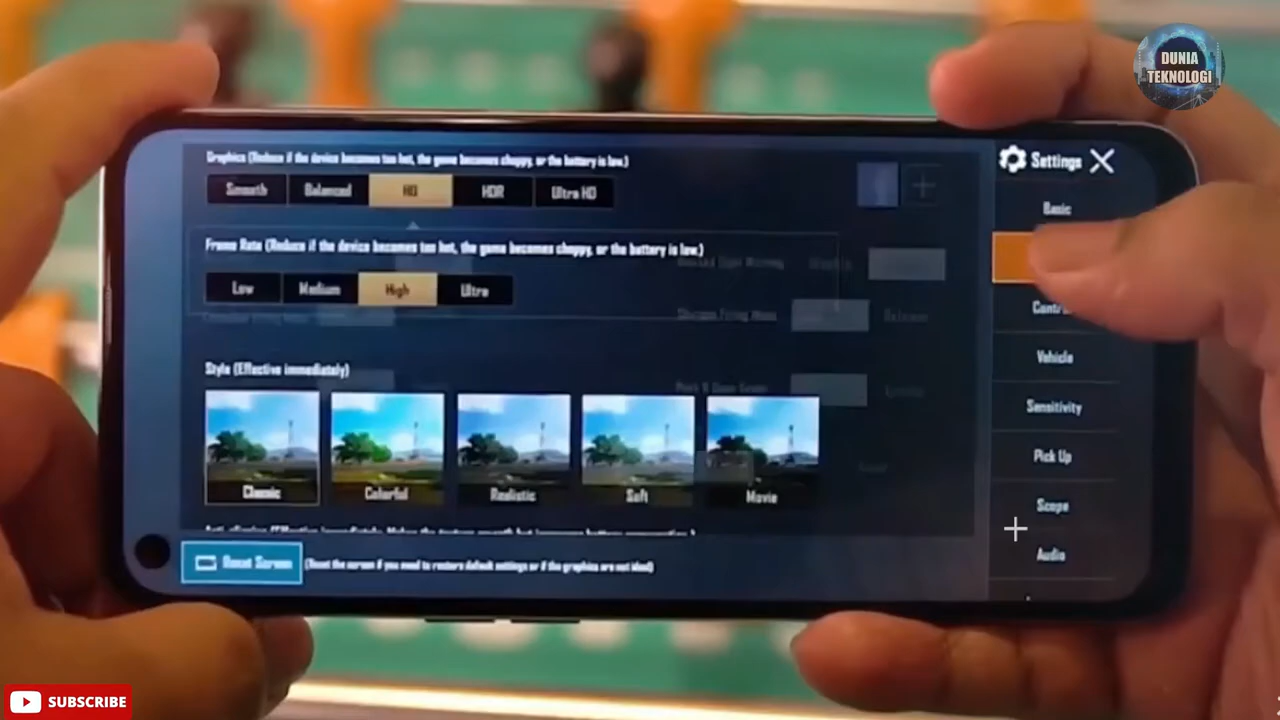 DUNIA
TEKNOLOGI
Graphics (Reduce if the device becomes too hot, the game becomes choppy, or the battery is low.)
Smooth Balanced HD HDR Ultra HD
Settings
Basic
Frame Rate (Reduce if the device becomes too hot, the game becomes choppy, or the battery is low.)
Low Medium High Ultra
Vehicle
Style (Effective immediately)
Sensitivity
Pick Up
Classic Colorful Realistic Soft Movie
Scope
Audio
Reset Screen (Reset the screen if you need to restore default settings or if the graphics are not ideal)
SUBSCRIBE